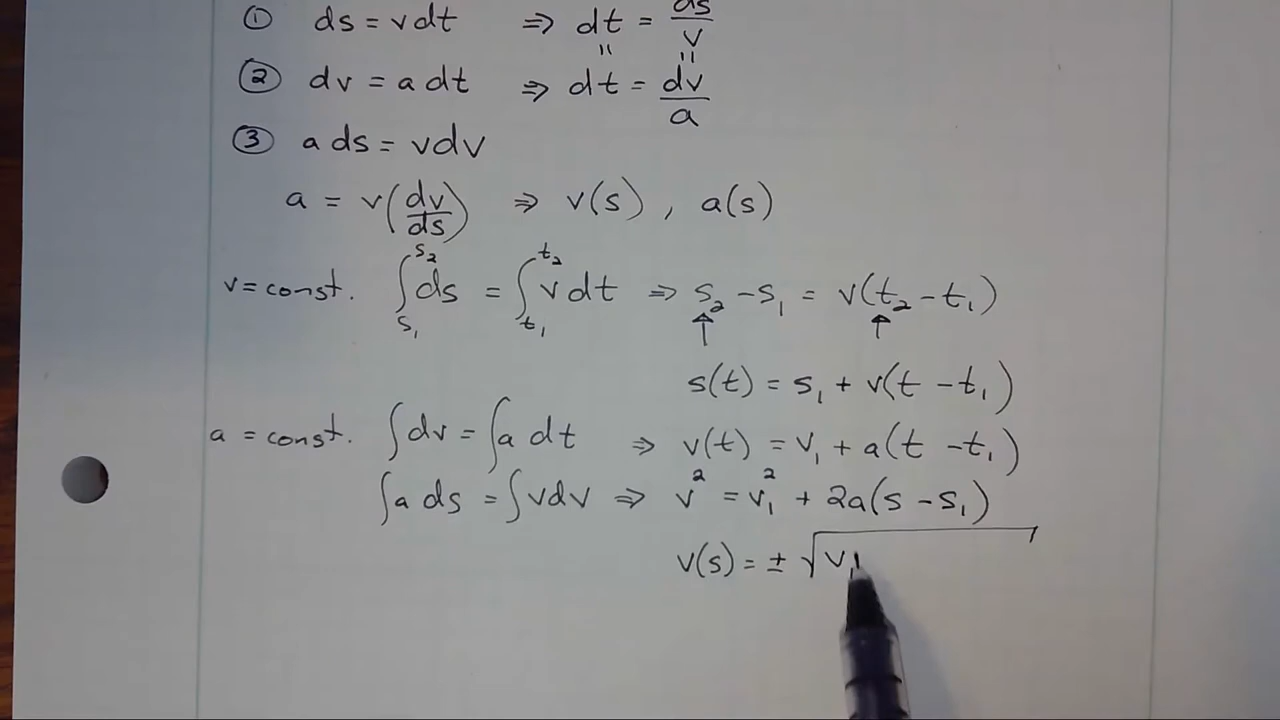 ① ds = v dt ⇒ dt = ds/v
② dv = a dt ⇒ dt = dv/a
③ a ds = v dv
a = v(dv/ds) ⇒ v(s), a(s)
v = const. ∫_{s₁}^{s₂} ds = ∫_{t₁}^{t₂} v dt ⇒ s₂ - s₁ = v(t₂ - t₁)
s(t) = s₁ + v(t - t₁)
a = const. ∫dv = ∫a dt ⇒ v(t) = v₁ + a(t - t₁)
∫a ds = ∫v dv ⇒ v² = v₁² + 2a(s - s₁)
v(s) = ± √v₁